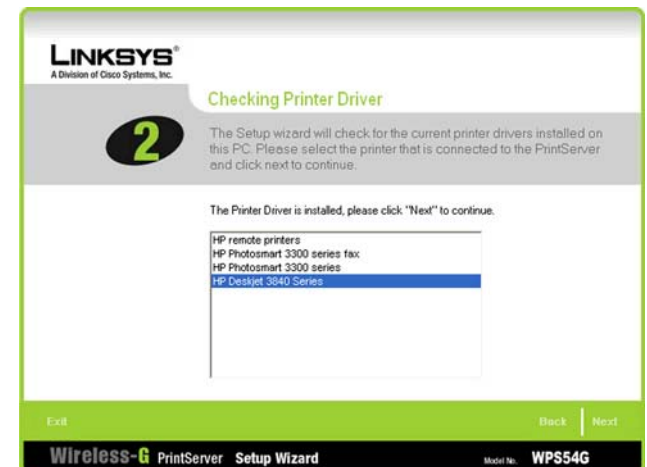 LINKSYS®
A Division of Cisco Systems, Inc.
Checking Printer Driver
2
The Setup wizard will check for the current printer drivers installed on
this PC. Please select the printer that is connected to the PrintServer
and click next to continue.
The Printer Driver is installed, please click "Next" to continue.
HP remote printers
HP Photosmart 3300 series fax
HP Photosmart 3300 series
HP Deskjet 3840 Series
Exit Back Next
Wireless-G PrintServer Setup Wizard Model No. WPS54G